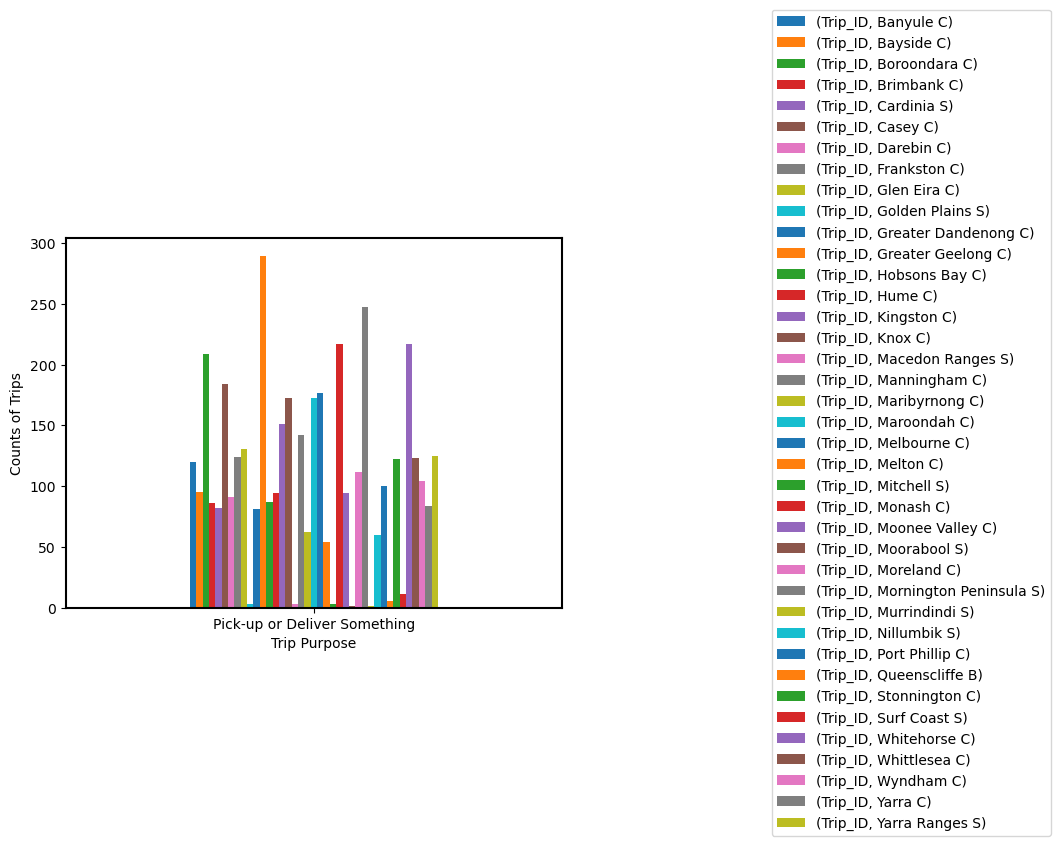 300
250
200
150
100
50
0
Counts of Trips
Pick-up or Deliver Something
Trip Purpose
(Trip_ID, Banyule C)
(Trip_ID, Bayside C)
(Trip_ID, Boroondara C)
(Trip_ID, Brimbank C)
(Trip_ID, Cardinia S)
(Trip_ID, Casey C)
(Trip_ID, Darebin C)
(Trip_ID, Frankston C)
(Trip_ID, Glen Eira C)
(Trip_ID, Golden Plains S)
(Trip_ID, Greater Dandenong C)
(Trip_ID, Greater Geelong C)
(Trip_ID, Hobsons Bay C)
(Trip_ID, Hume C)
(Trip_ID, Kingston C)
(Trip_ID, Knox C)
(Trip_ID, Macedon Ranges S)
(Trip_ID, Manningham C)
(Trip_ID, Maribyrnong C)
(Trip_ID, Maroondah C)
(Trip_ID, Melbourne C)
(Trip_ID, Melton C)
(Trip_ID, Mitchell S)
(Trip_ID, Monash C)
(Trip_ID, Moonee Valley C)
(Trip_ID, Moorabool S)
(Trip_ID, Moreland C)
(Trip_ID, Mornington Peninsula S)
(Trip_ID, Murrindindi S)
(Trip_ID, Nillumbik S)
(Trip_ID, Port Phillip C)
(Trip_ID, Queenscliffe B)
(Trip_ID, Stonnington C)
(Trip_ID, Surf Coast S)
(Trip_ID, Whitehorse C)
(Trip_ID, Whittlesea C)
(Trip_ID, Wyndham C)
(Trip_ID, Yarra C)
(Trip_ID, Yarra Ranges S)